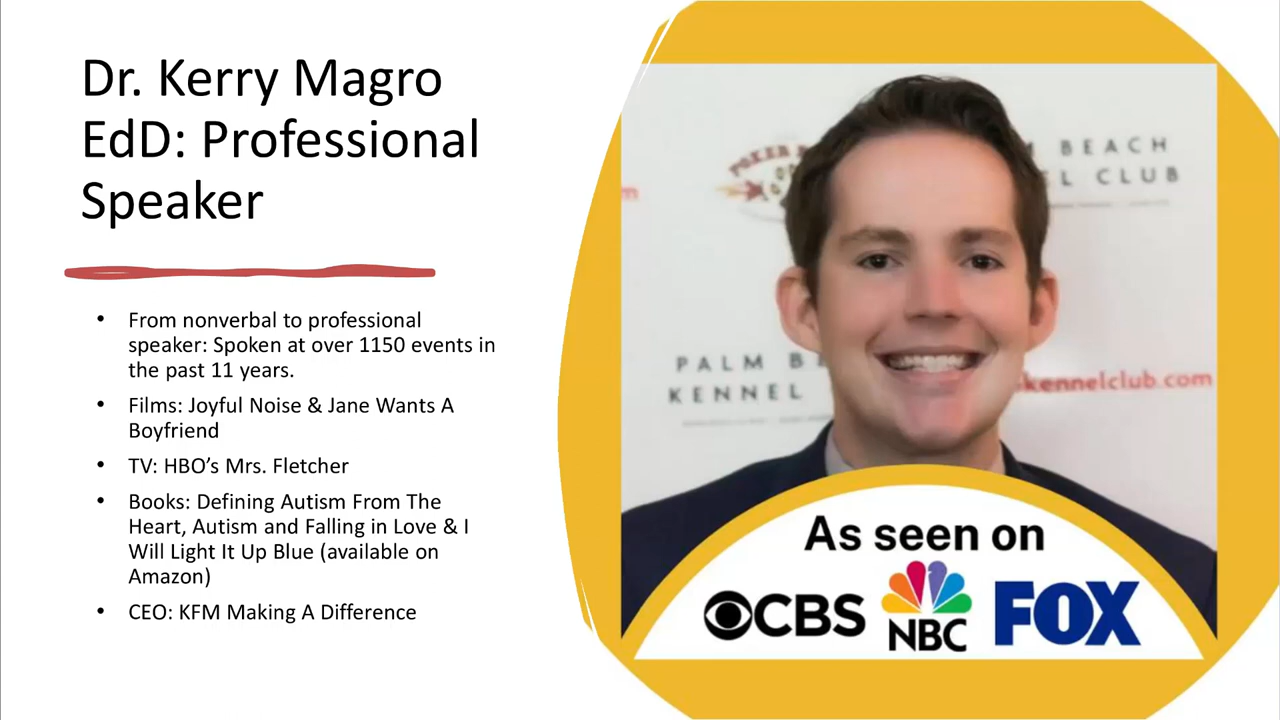 Dr. Kerry Magro
EdD: Professional
Speaker
• From nonverbal to professional
speaker: Spoken at over 1150 events in
the past 11 years.
• Films: Joyful Noise & Jane Wants A
Boyfriend
• TV: HBO’s Mrs. Fletcher
• Books: Defining Autism From The
Heart, Autism and Falling in Love & I
Will Light It Up Blue (available on
Amazon)
• CEO: KFM Making A Difference
POKER
BEACH
CLUB
PALM
KENNEL
kennelclub.com
As seen on
CBS
NBC
FOX